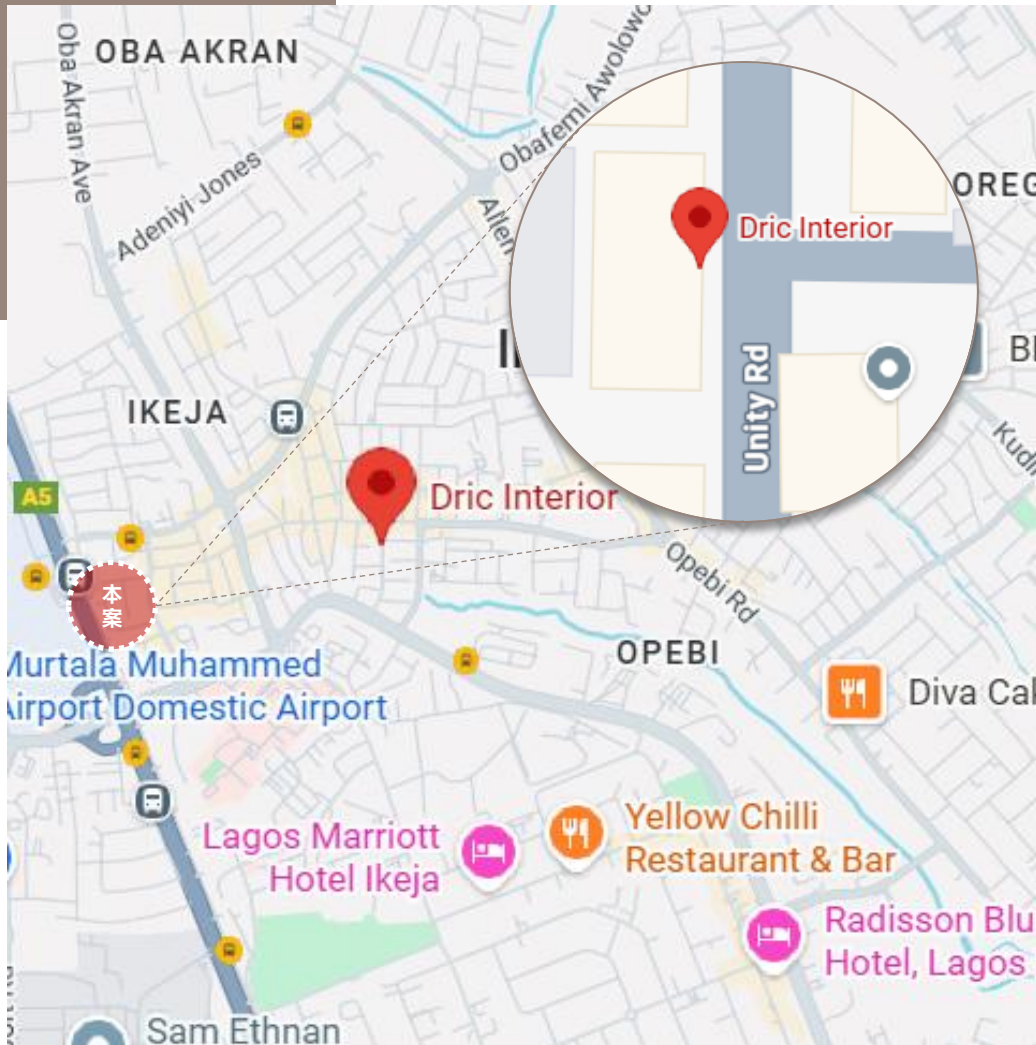 OBA AKRAN
Oba Akran Ave
Obafemi Awolowo
Adeniyi Jones
Allen
OREG
Dric Interior
Unity Rd
IKEJA
A5
Dric Interior
Opebi Rd
本
案
OPEBI
Murtala Muhammed
Airport Domestic Airport
Diva Cal
Lagos Marriott
Hotel Ikeja
Yellow Chilli
Restaurant & Bar
Radisson Blu
Hotel, Lagos
Sam Ethnan